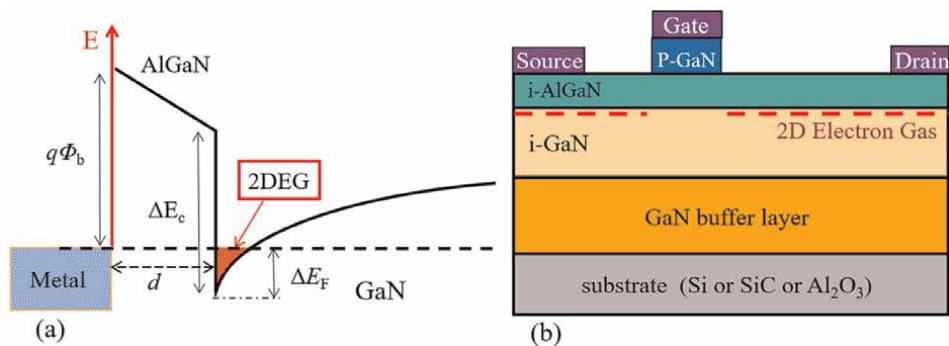 E
AlGaN
qΦb
2DEG
ΔEc
Metal
d
ΔEF
GaN
(a)
Gate
Source
P-GaN
Drain
i-AlGaN
2D Electron Gas
i-GaN
GaN buffer layer
substrate (Si or SiC or Al2O3)
(b)